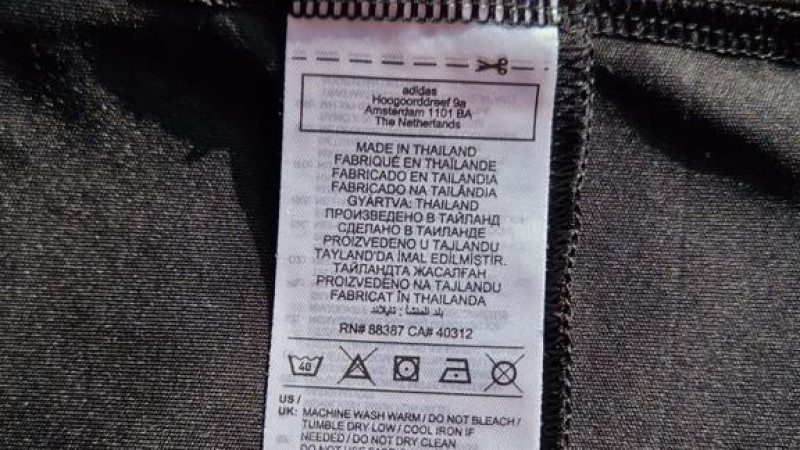 adidas
Hoogoorddreef 9a
Amsterdam 1101 BA
The Netherlands
MADE IN THAILAND
FABRIQUÉ EN THAÏLANDE
FABRICADO EN TAILANDIA
FABRICADO NA TAILÂNDIA
GYÁRTVA: THAILAND
ПРОИЗВЕДЕНО В ТАЙЛАНД
СДЕЛАНО В ТАИЛАНДЕ
PROIZVEDENO U TAJLANDU
TAYLAND'DA İMAL EDİLMİŞTİR.
ТАЙЛАНДТА ЖАСАЛҒАН
PROIZVEDENO NA TAJLANDU
FABRICAT ÎN THAILANDA
بلد المنشأ : تايلاند
RN# 88387 CA# 40312
40
US /
UK: MACHINE WASH WARM / DO NOT BLEACH /
TUMBLE DRY LOW / COOL IRON IF
NEEDED / DO NOT DRY CLEAN